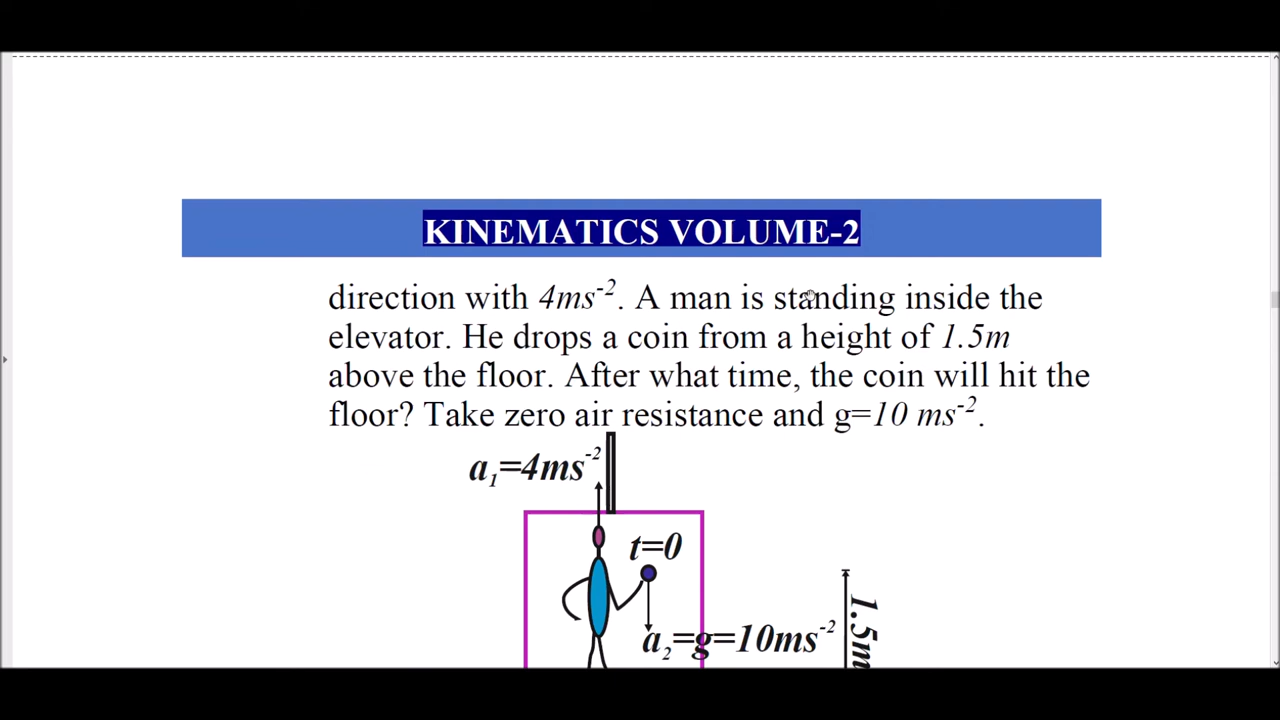 KINEMATICS VOLUME-2
direction with 4ms⁻². A man is standing inside the
elevator. He drops a coin from a height of 1.5m
above the floor. After what time, the coin will hit the
floor? Take zero air resistance and g=10 ms⁻².
a₁=4ms⁻²
t=0
a₂=g=10ms⁻²
1.5m